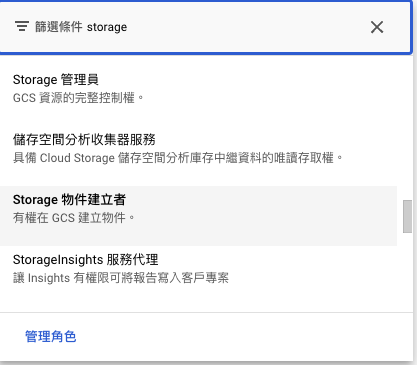 篩選條件 storage
Storage 管理員
GCS 資源的完整控制權。
儲存空間分析收集器服務
具備 Cloud Storage 儲存空間分析庫存中繼資料的唯讀存取權。
Storage 物件建立者
有權在 GCS 建立物件。
StorageInsights 服務代理
讓 Insights 有權限可將報告寫入客戶專案
管理角色